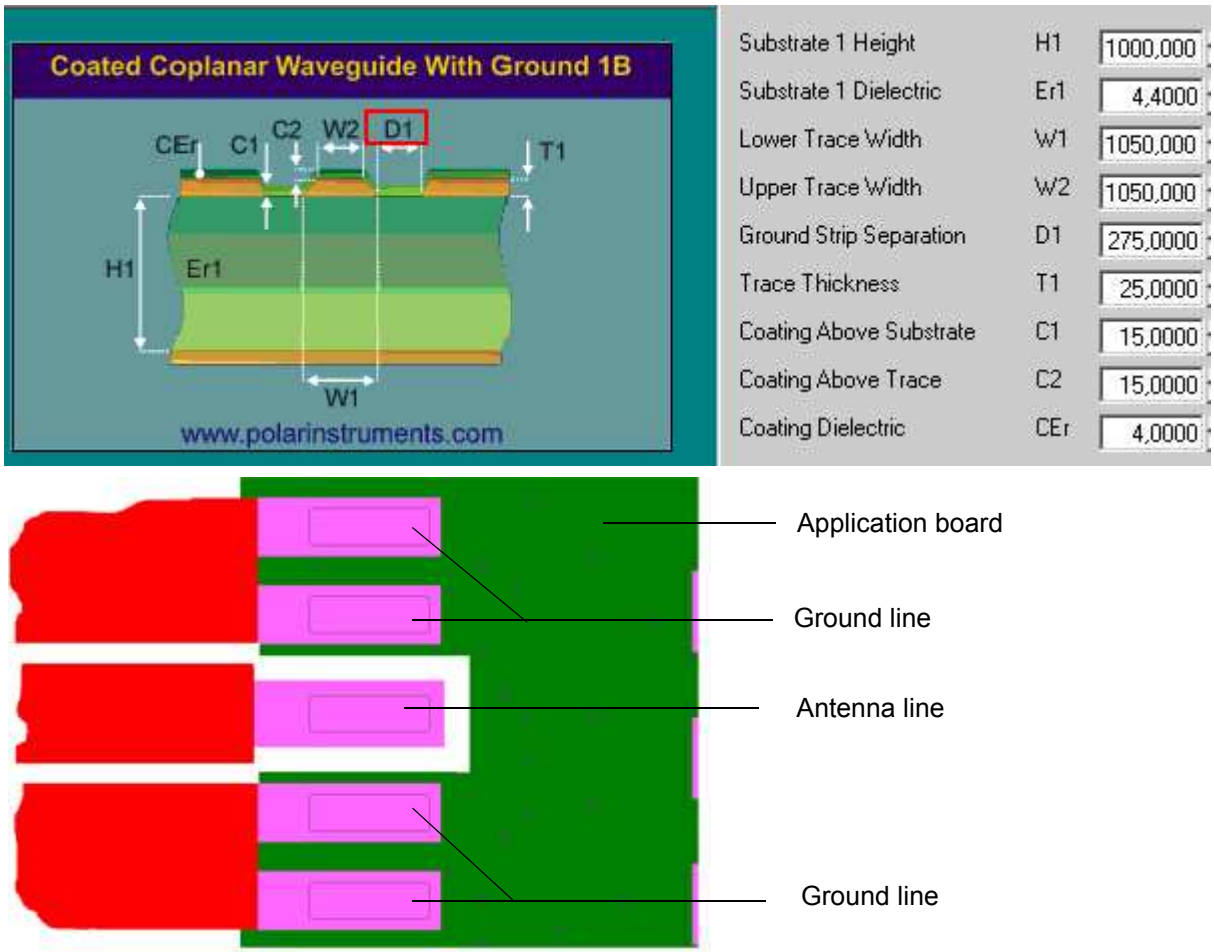 Coated Coplanar Waveguide With Ground 1B
CEr C1 C2 W2 D1 T1
H1 Er1
W1
www.polarinstruments.com
Substrate 1 Height H1 1000,000
Substrate 1 Dielectric Er1 4,4000
Lower Trace Width W1 1050,000
Upper Trace Width W2 1050,000
Ground Strip Separation D1 275,0000
Trace Thickness T1 25,0000
Coating Above Substrate C1 15,0000
Coating Above Trace C2 15,0000
Coating Dielectric CEr 4,0000
Application board
Ground line
Antenna line
Ground line